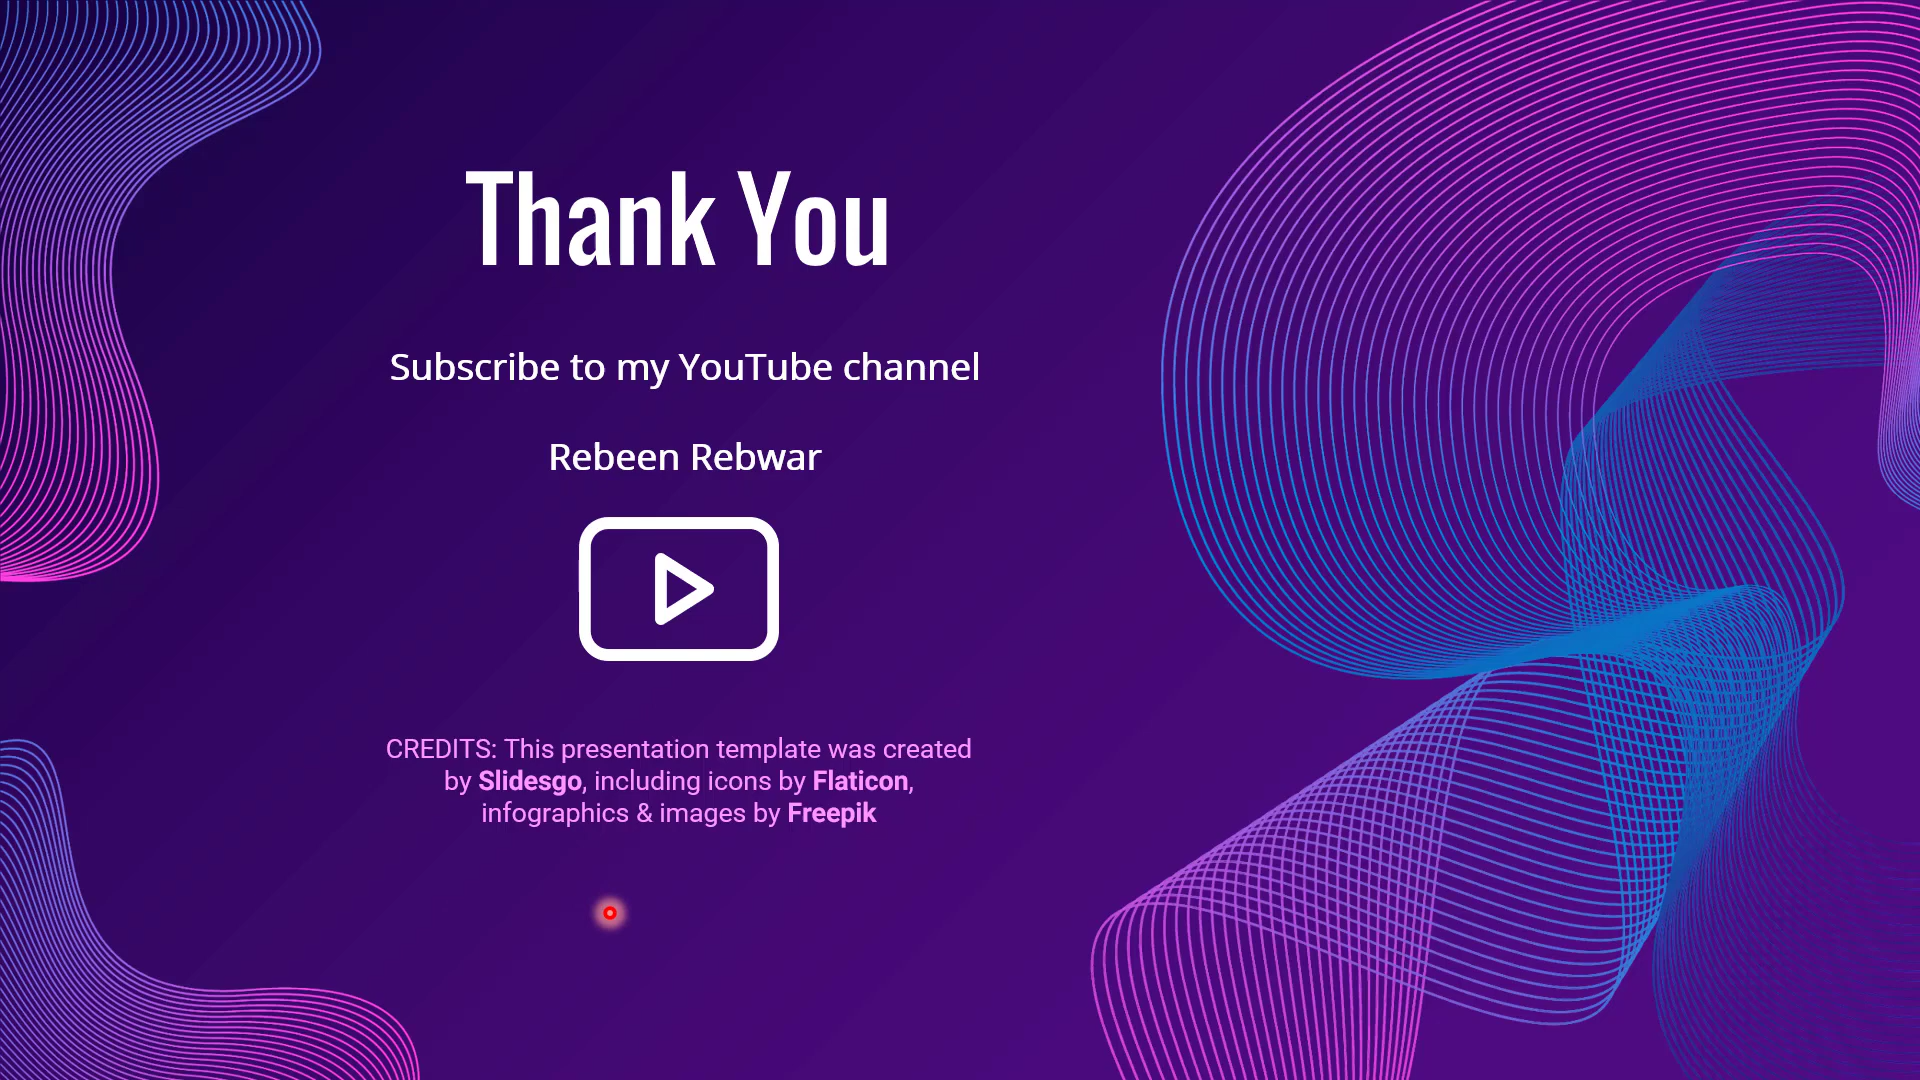 Thank You
Subscribe to my YouTube channel
Rebeen Rebwar
CREDITS: This presentation template was created
by Slidesgo, including icons by Flaticon,
infographics & images by Freepik